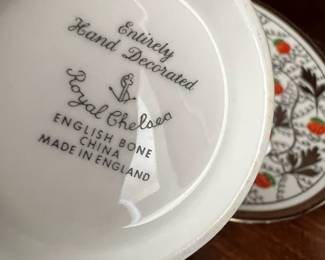 Entirely
Hand Decorated
Royal Chelsea
ENGLISH BONE
CHINA
MADE IN ENGLAND